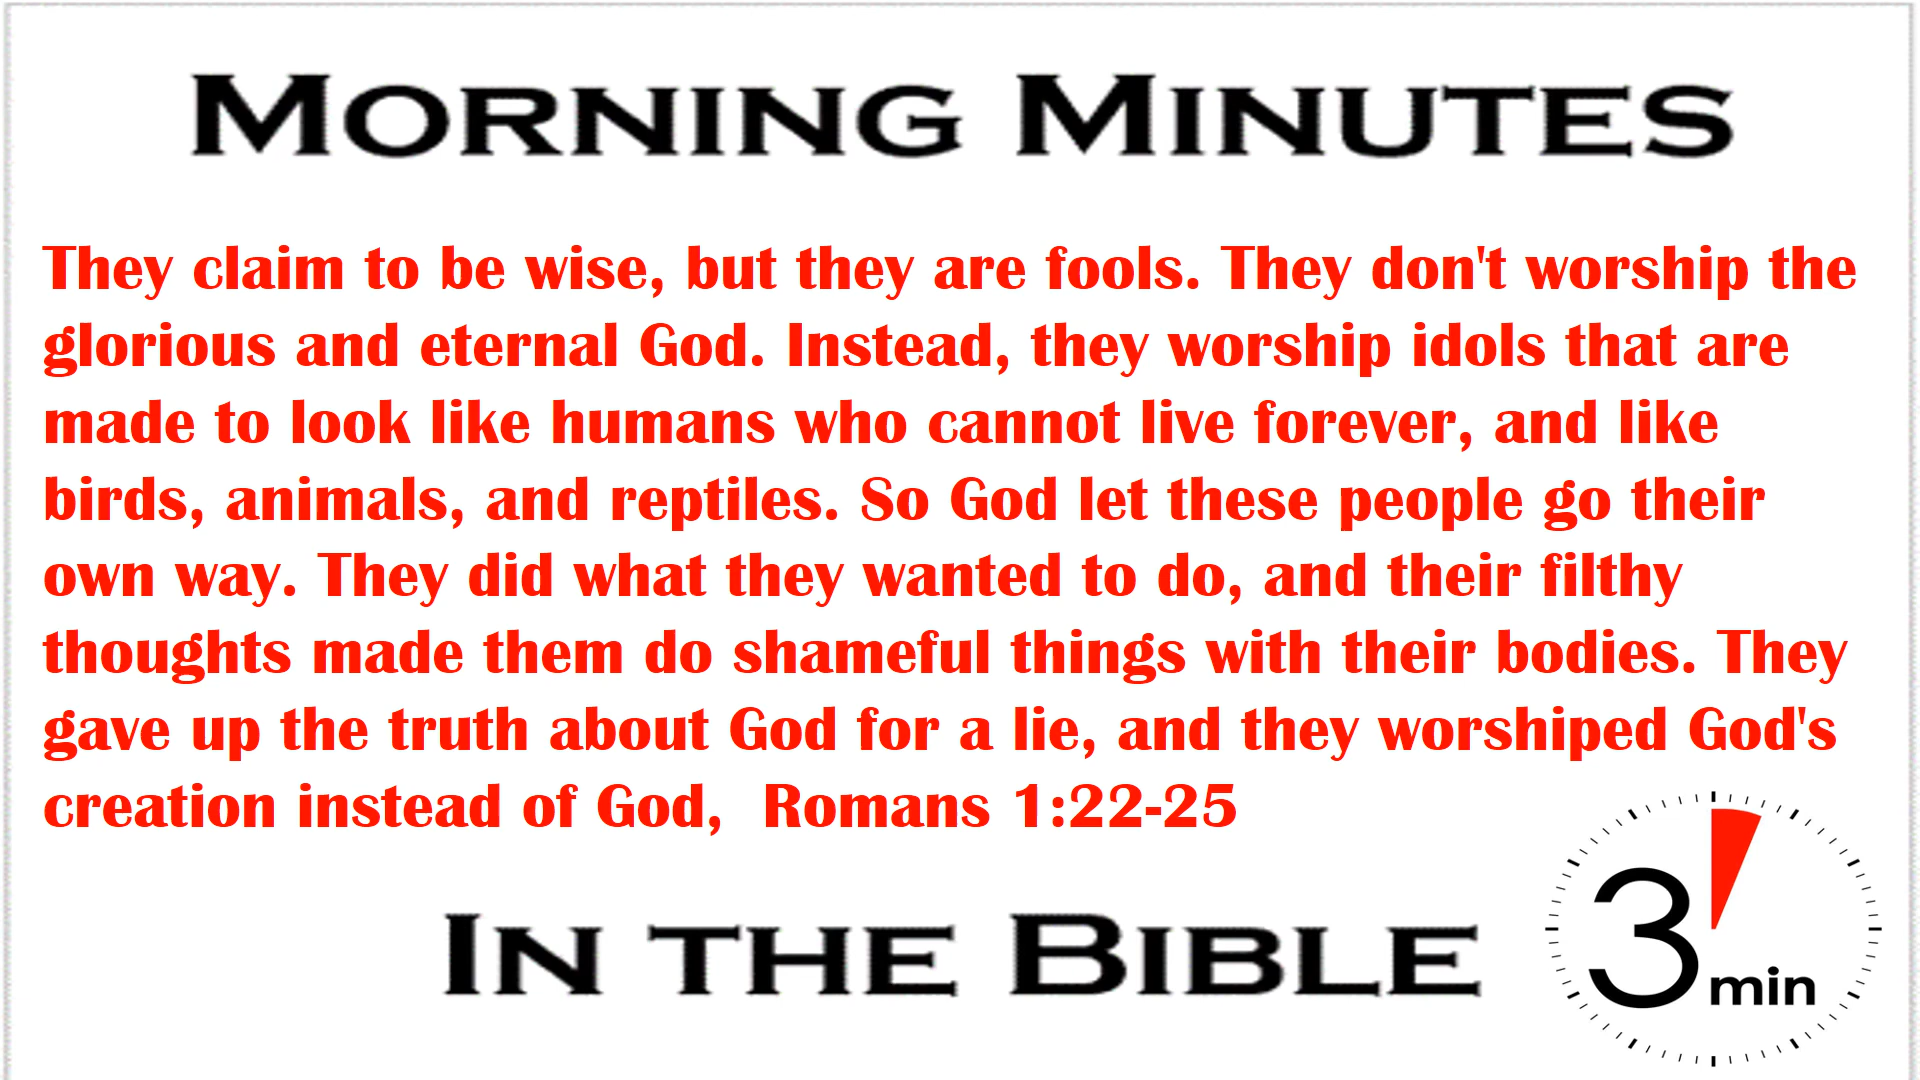 MORNING MINUTES
They claim to be wise, but they are fools. They don't worship the
glorious and eternal God. Instead, they worship idols that are
made to look like humans who cannot live forever, and like
birds, animals, and reptiles. So God let these people go their
own way. They did what they wanted to do, and their filthy
thoughts made them do shameful things with their bodies. They
gave up the truth about God for a lie, and they worshiped God's
creation instead of God,  Romans 1:22-25
IN THE BIBLE
3 min